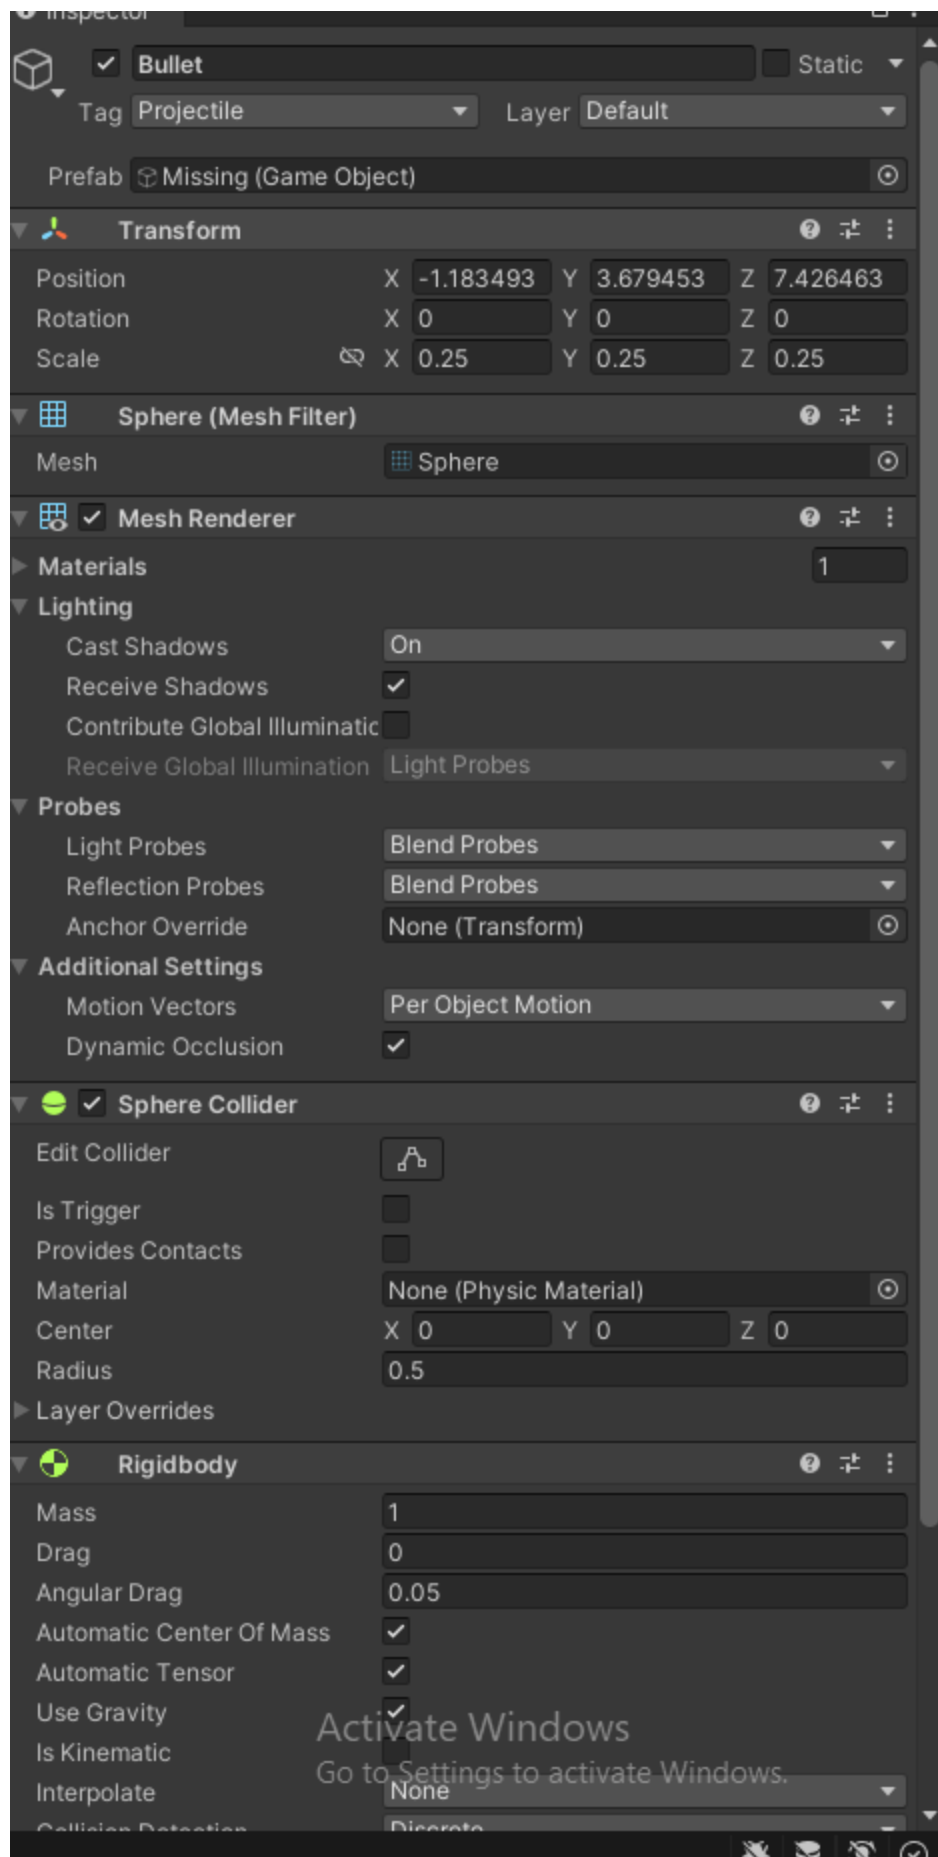 Inspector
Bullet Static
Tag Projectile Layer Default
Prefab Missing (Game Object)
Transform
Position X -1.183493 Y 3.679453 Z 7.426463
Rotation X 0 Y 0 Z 0
Scale X 0.25 Y 0.25 Z 0.25
Sphere (Mesh Filter)
Mesh Sphere
Mesh Renderer
Materials 1
Lighting
Cast Shadows On
Receive Shadows
Contribute Global Illuminatic
Receive Global Illumination Light Probes
Probes
Light Probes Blend Probes
Reflection Probes Blend Probes
Anchor Override None (Transform)
Additional Settings
Motion Vectors Per Object Motion
Dynamic Occlusion
Sphere Collider
Edit Collider
Is Trigger
Provides Contacts
Material None (Physic Material)
Center X 0 Y 0 Z 0
Radius 0.5
Layer Overrides
Rigidbody
Mass 1
Drag 0
Angular Drag 0.05
Automatic Center Of Mass
Automatic Tensor
Use Gravity
Activate Windows
Is Kinematic
Go to Settings to activate Windows.
Interpolate None
Collision Detection Discrete